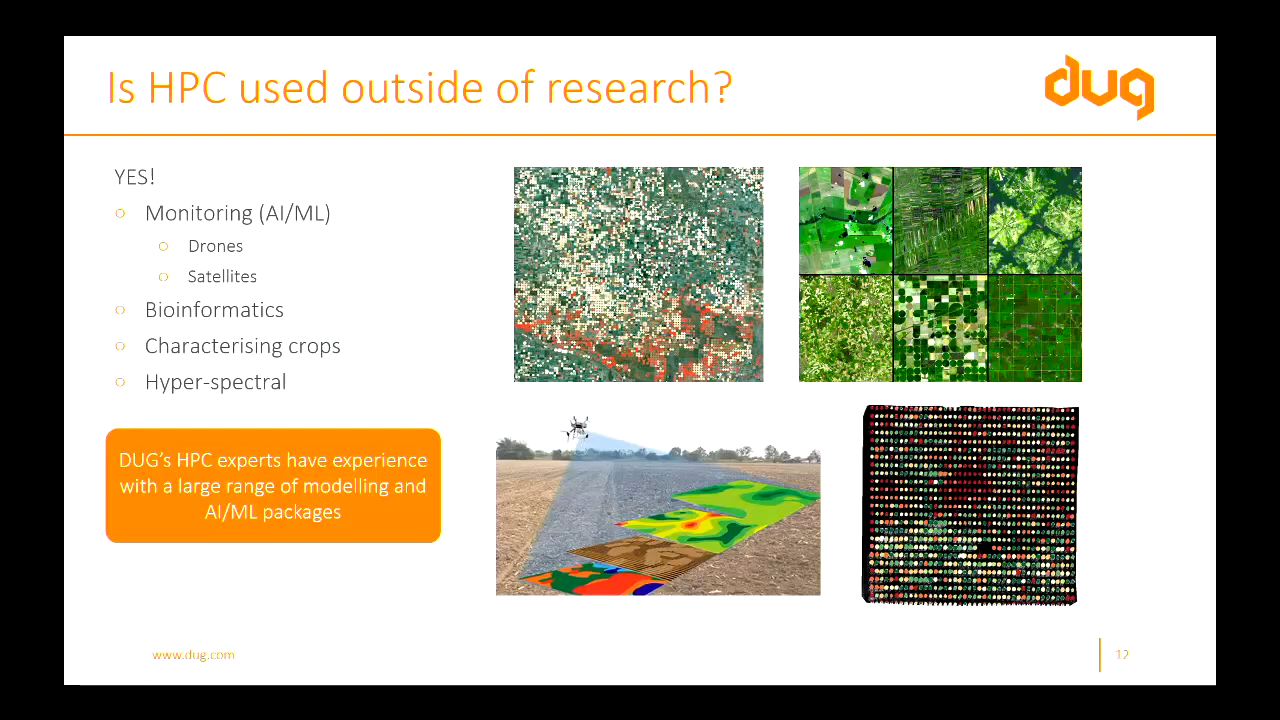 Is HPC used outside of research?
dug
YES!
Monitoring (AI/ML)
Drones
Satellites
Bioinformatics
Characterising crops
Hyper-spectral
DUG's HPC experts have experience
with a large range of modelling and
AI/ML packages
www.dug.com
12